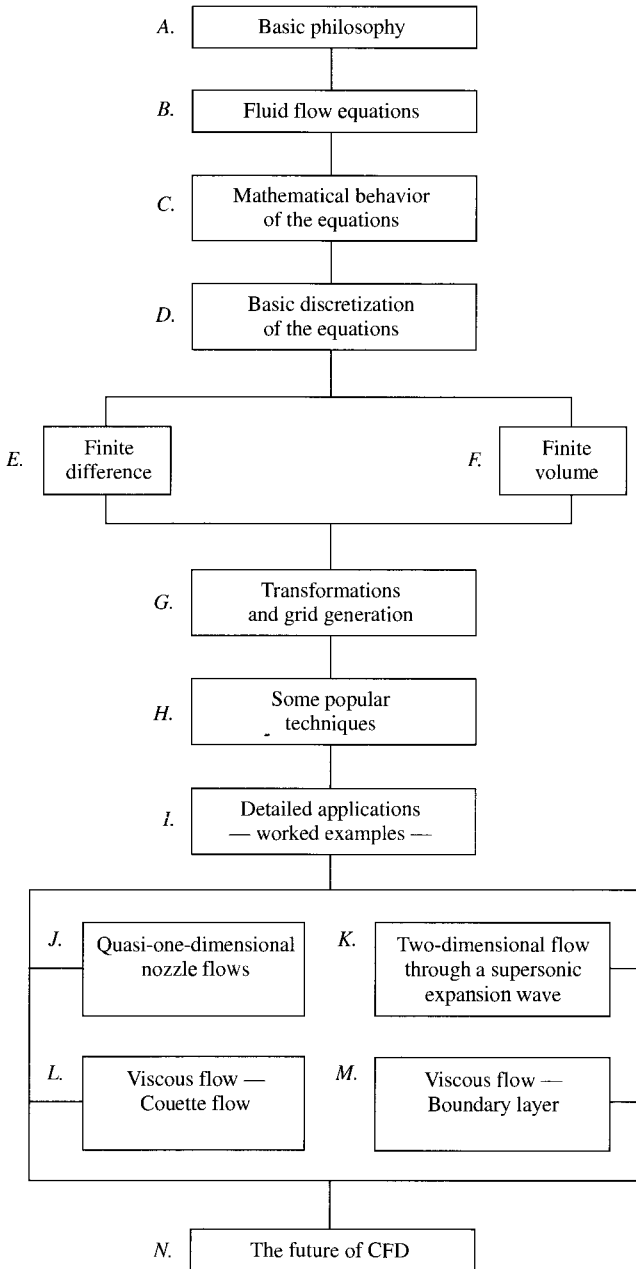 A. Basic philosophy
B. Fluid flow equations
C. Mathematical behavior
of the equations
D. Basic discretization
of the equations
E. Finite
difference
F. Finite
volume
G. Transformations
and grid generation
H. Some popular
techniques
I. Detailed applications
— worked examples —
J. Quasi-one-dimensional
nozzle flows
K. Two-dimensional flow
through a supersonic
expansion wave
L. Viscous flow —
Couette flow
M. Viscous flow —
Boundary layer
N. The future of CFD